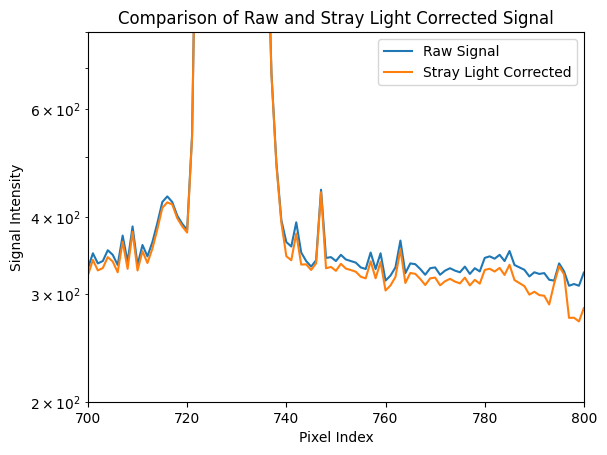 Comparison of Raw and Stray Light Corrected Signal
Raw Signal
Stray Light Corrected
6 × 10²
4 × 10²
3 × 10²
2 × 10²
Signal Intensity
700
720
740
760
780
800
Pixel Index